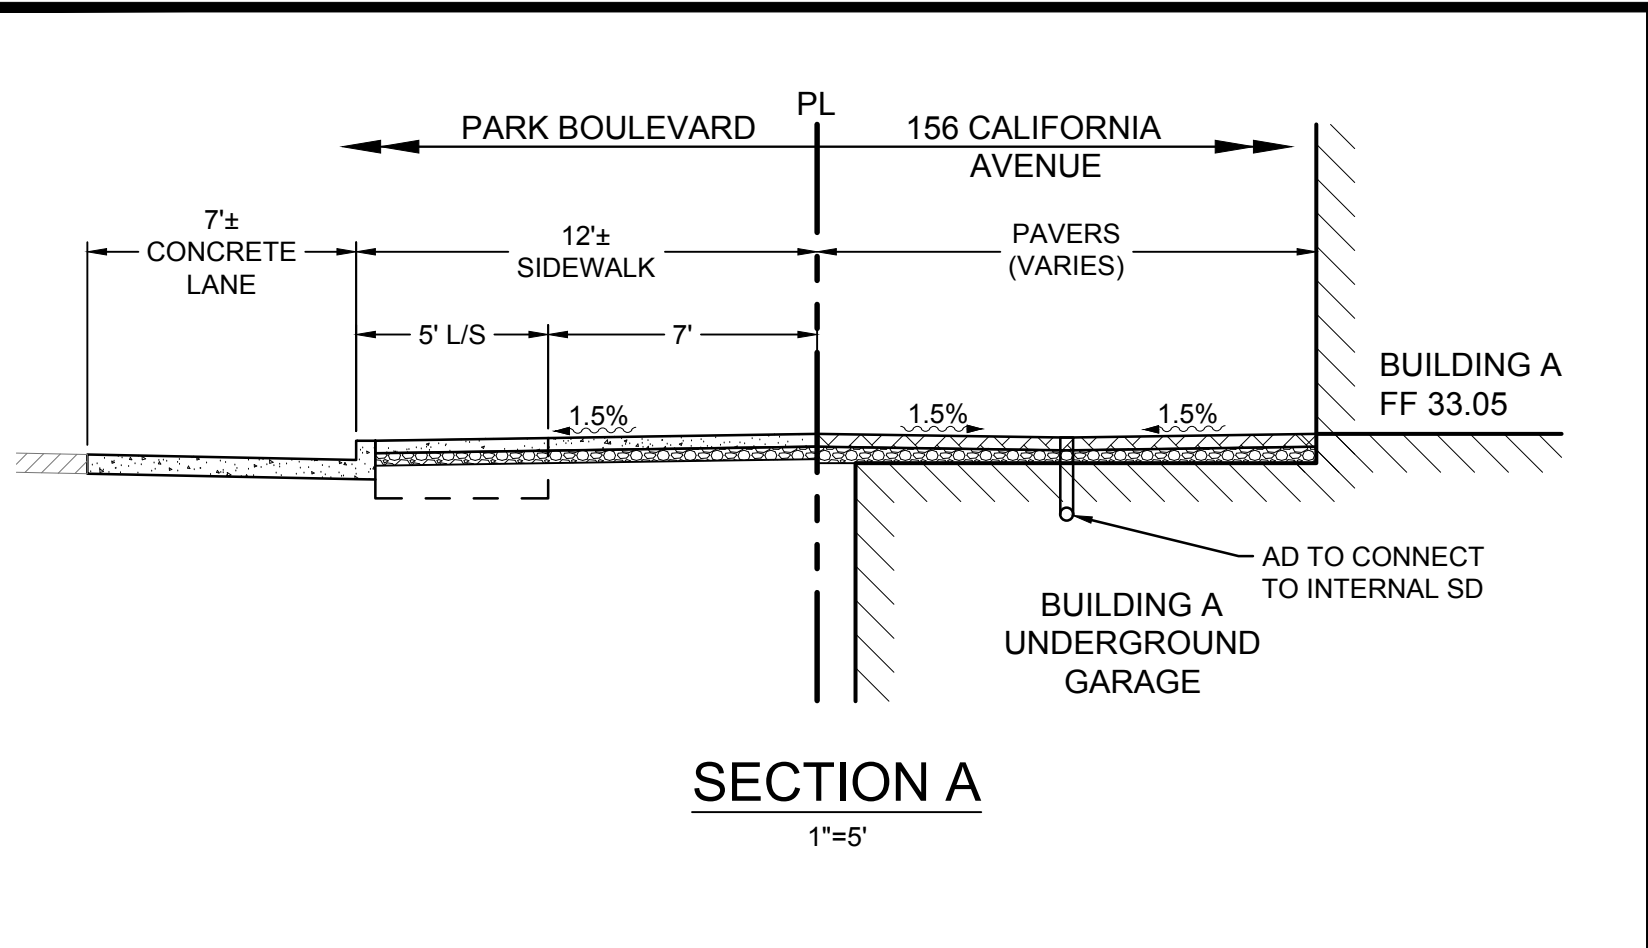 PL
PARK BOULEVARD
156 CALIFORNIA
AVENUE
7'±
CONCRETE
LANE
12'±
SIDEWALK
PAVERS
(VARIES)
5' L/S
7'
BUILDING A
FF 33.05
1.5%
1.5%
1.5%
AD TO CONNECT
TO INTERNAL SD
BUILDING A
UNDERGROUND
GARAGE
SECTION A
1"=5'